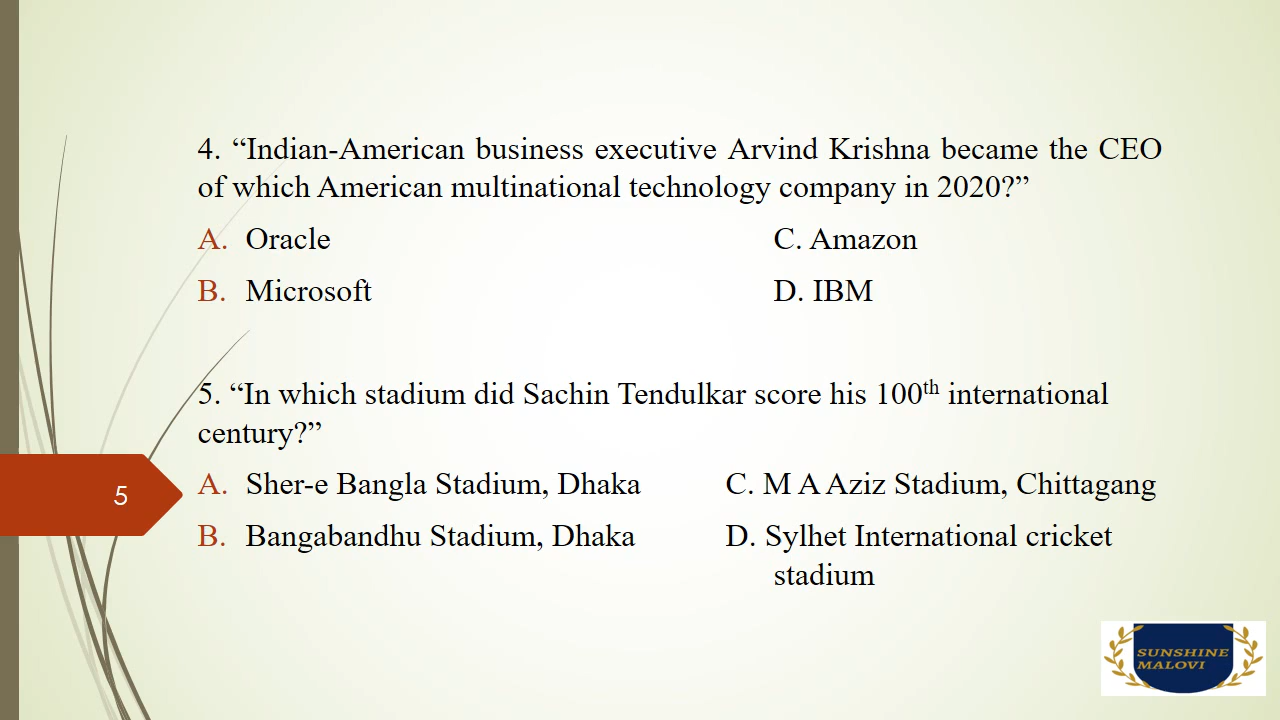 4. “Indian-American business executive Arvind Krishna became the CEO
of which American multinational technology company in 2020?”
A. Oracle C. Amazon
B. Microsoft D. IBM
5. “In which stadium did Sachin Tendulkar score his 100th international
century?”
A. Sher-e Bangla Stadium, Dhaka C. M A Aziz Stadium, Chittagang
B. Bangabandhu Stadium, Dhaka D. Sylhet International cricket
stadium
5
SUNSHINE
MALOVI